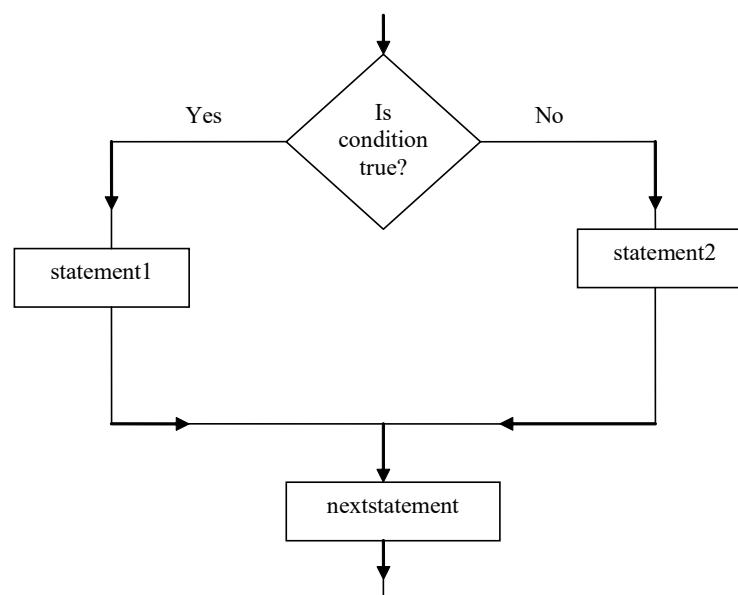 Is
condition
true?
Yes
No
statement1
statement2
nextstatement